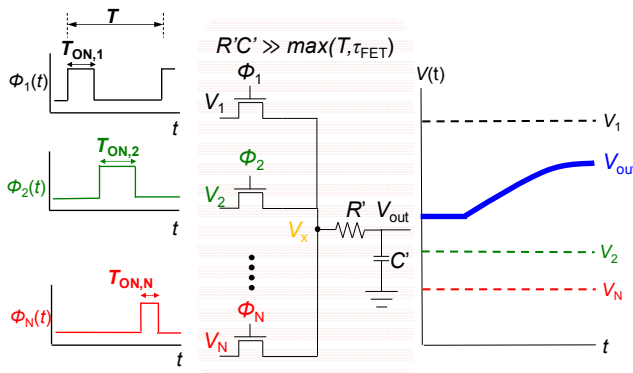 T
T_ON,1
Φ_1(t)
t
T_ON,2
Φ_2(t)
t
T_ON,N
Φ_N(t)
t
R'C' ≫ max(T,τ_FET)
Φ_1
V_1
Φ_2
V_2
V_x
R'
V_out
C'
Φ_N
V_N
V(t)
V_1
V_out
V_2
V_N
t